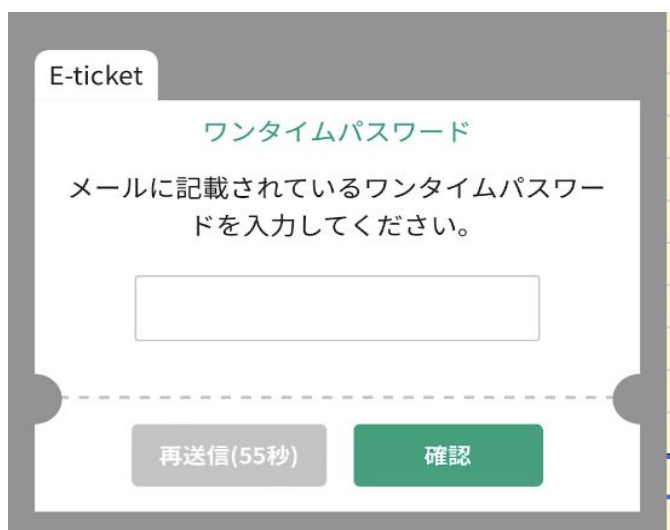 E-ticket
ワンタイムパスワード
メールに記載されているワンタイムパスワー
ドを入力してください。
再送信(55秒)
確認